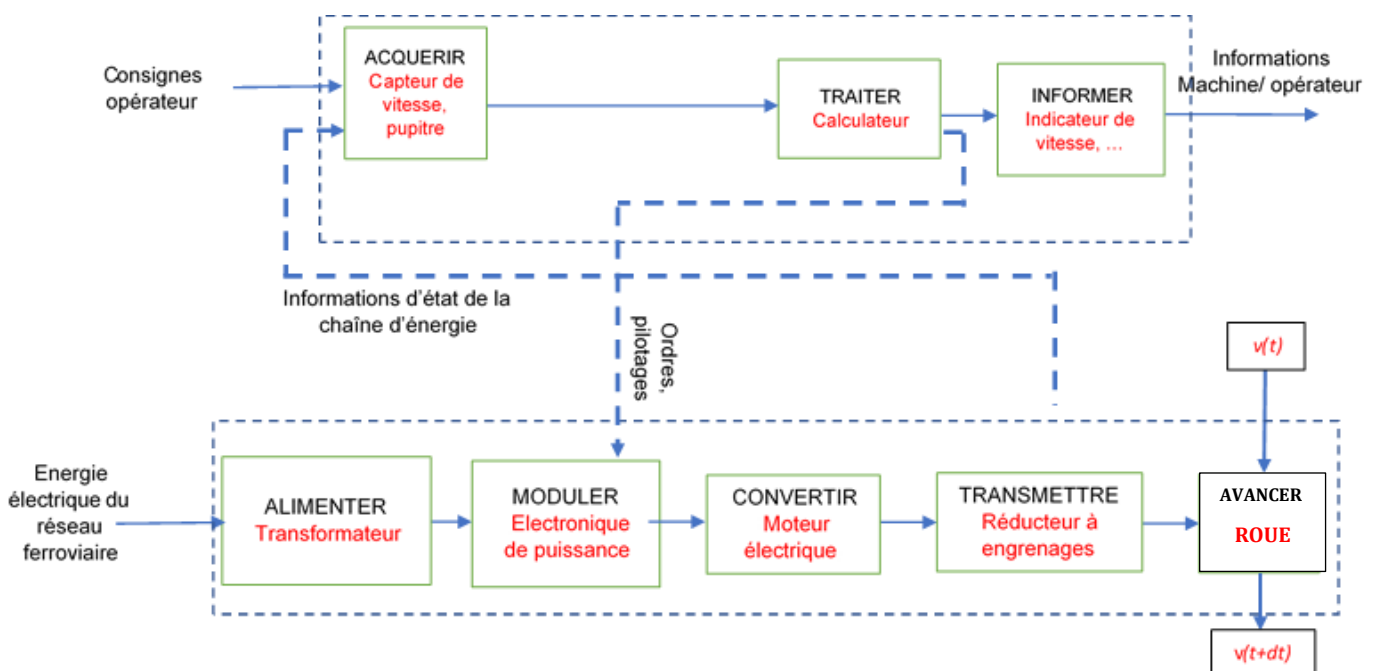 Consignes
opérateur
ACQUERIR
Capteur de
vitesse,
pupitre
TRAITER
Calculateur
INFORMER
Indicateur de
vitesse, ...
Informations
Machine/ opérateur
Informations d'état de la
chaîne d'énergie
Ordres,
pilotages
v(t)
Energie
électrique du
réseau
ferroviaire
ALIMENTER
Transformateur
MODULER
Electronique
de puissance
CONVERTIR
Moteur
électrique
TRANSMETTRE
Réducteur à
engrenages
AVANCER
ROUE
v(t+dt)